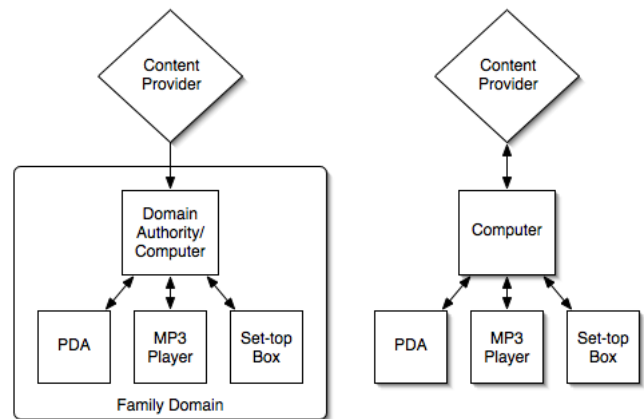 Content
Provider
Domain
Authority/
Computer
PDA
MP3
Player
Set-top
Box
Family Domain
Content
Provider
Computer
PDA
MP3
Player
Set-top
Box